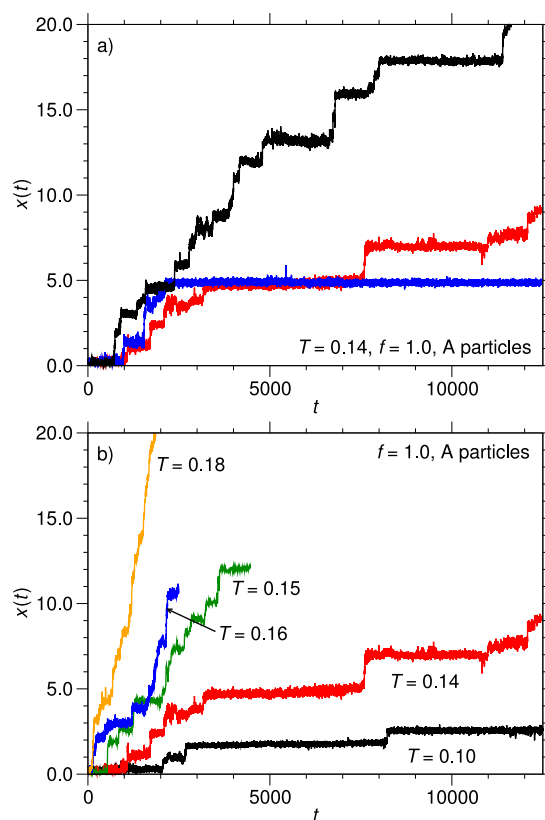 20.0
a)
15.0
x(t)
10.0
5.0
T = 0.14, f = 1.0, A particles
0.0
0 5000 10000
t
20.0
b) f = 1.0, A particles
T = 0.18
15.0
x(t)
T = 0.15
10.0
T = 0.16
5.0
T = 0.14
T = 0.10
0.0
0 5000 10000
t